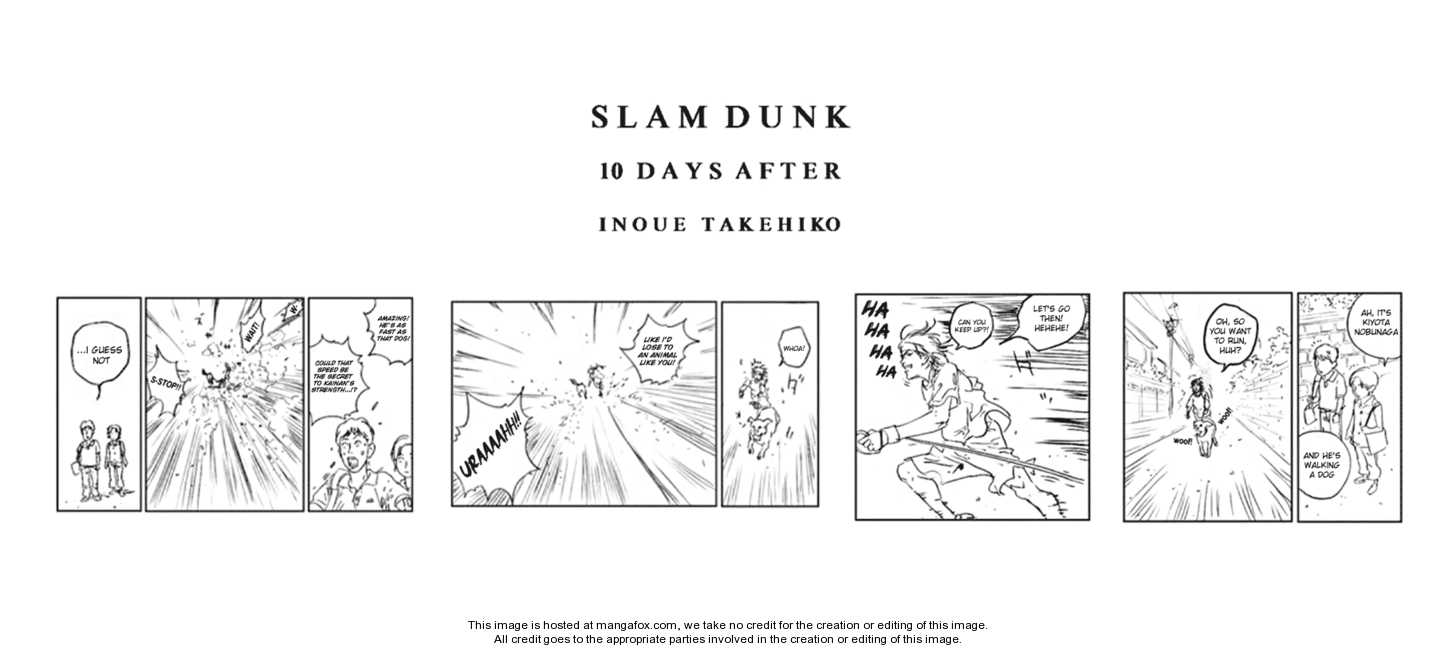 SLAM DUNK
10 DAYS AFTER
INOUE TAKEHIKO
AH, IT'S
KIYOTA
NOBUNAGA
AND HE'S
WALKING
A DOG
OH, SO
YOU WANT
TO RUN,
HUH?
WOOF!
WOOF!
LET'S GO
THEN!
HEHEHE!
CAN YOU
KEEP UP?!
HA
HA
HA
HA
WHOA!
LIKE I'D
LOSE TO
AN ANIMAL
LIKE YOU!
URAAAAHH!!
AMAZING!
HE'S AS
FAST AS
THAT DOG!
COULD THAT
SPEED BE
THE SECRET
TO KAINAN'S
STRENGTH...!?
W-
WAIT!
S-STOP!!
...I GUESS
NOT
This image is hosted at mangafox.com, we take no credit for the creation or editing of this image.
All credit goes to the appropriate parties involved in the creation or editing of this image.